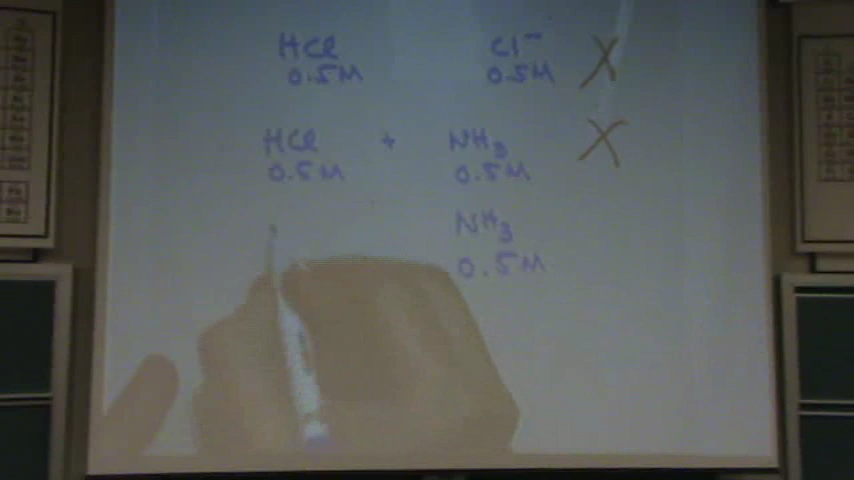 HCl Cl⁻ X
0.5M 0.5M
HCl + NH₃ X
0.5M 0.5M
NH₃
0.5M